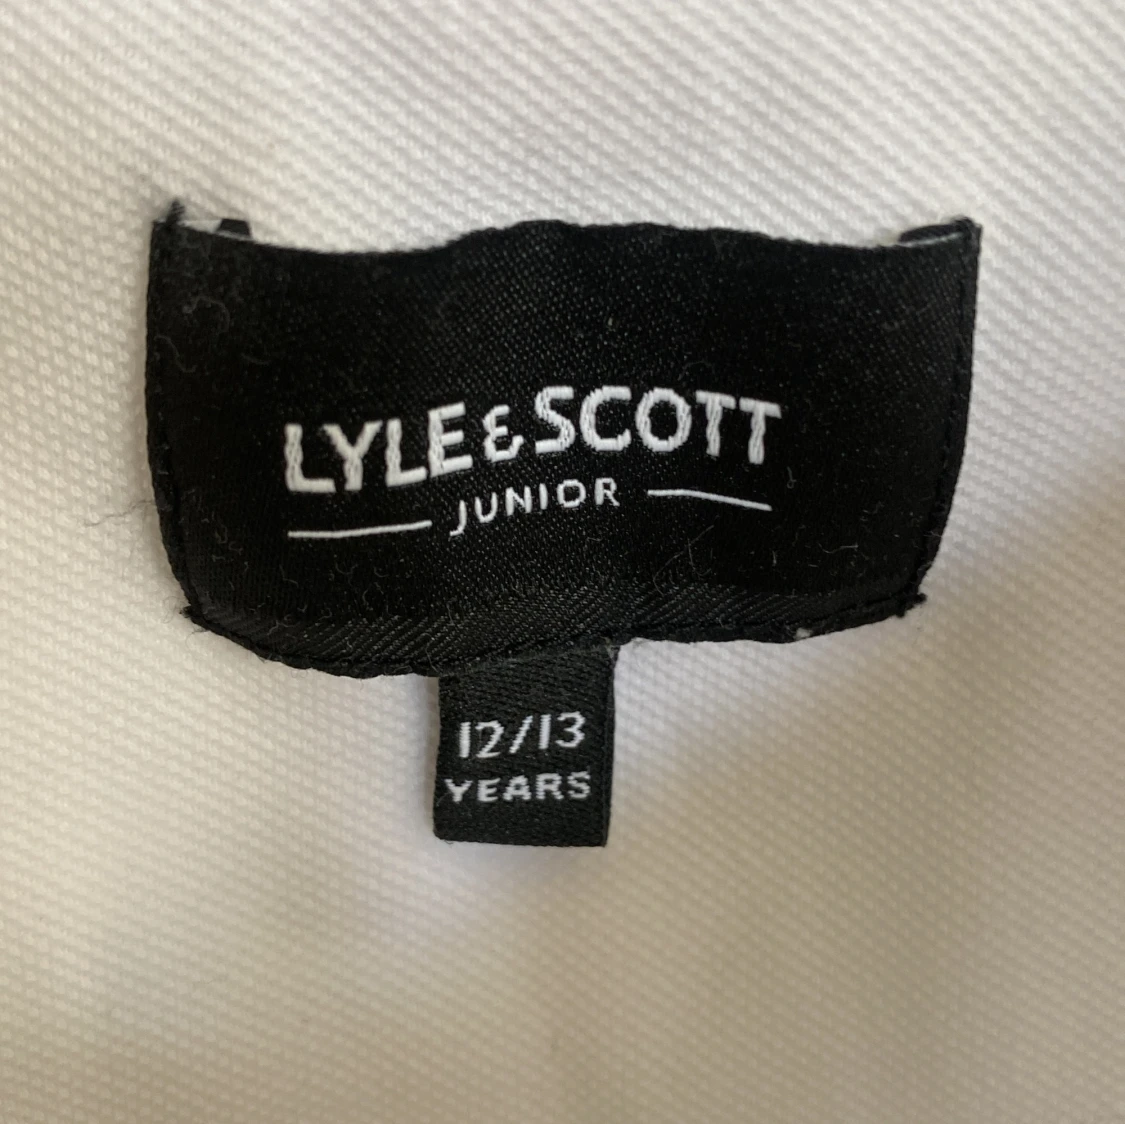 LYLE & SCOTT
JUNIOR
12/13
YEARS